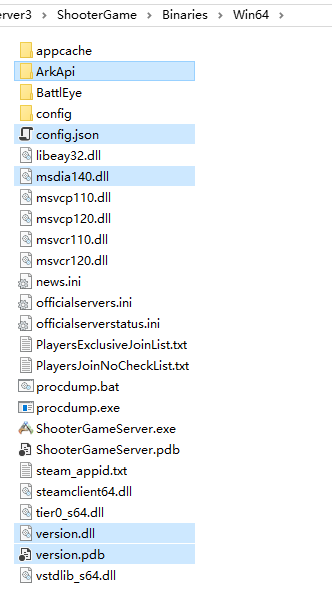 erver3 > ShooterGame > Binaries > Win64 >
appcache
ArkApi
BattlEye
config
config.json
libeay32.dll
msdia140.dll
msvcp110.dll
msvcp120.dll
msvcr110.dll
msvcr120.dll
news.ini
officialservers.ini
officialserverstatus.ini
PlayersExclusiveJoinList.txt
PlayersJoinNoCheckList.txt
procdump.bat
procdump.exe
ShooterGameServer.exe
ShooterGameServer.pdb
steam_appid.txt
steamclient64.dll
tier0_s64.dll
version.dll
version.pdb
vstdlib_s64.dll